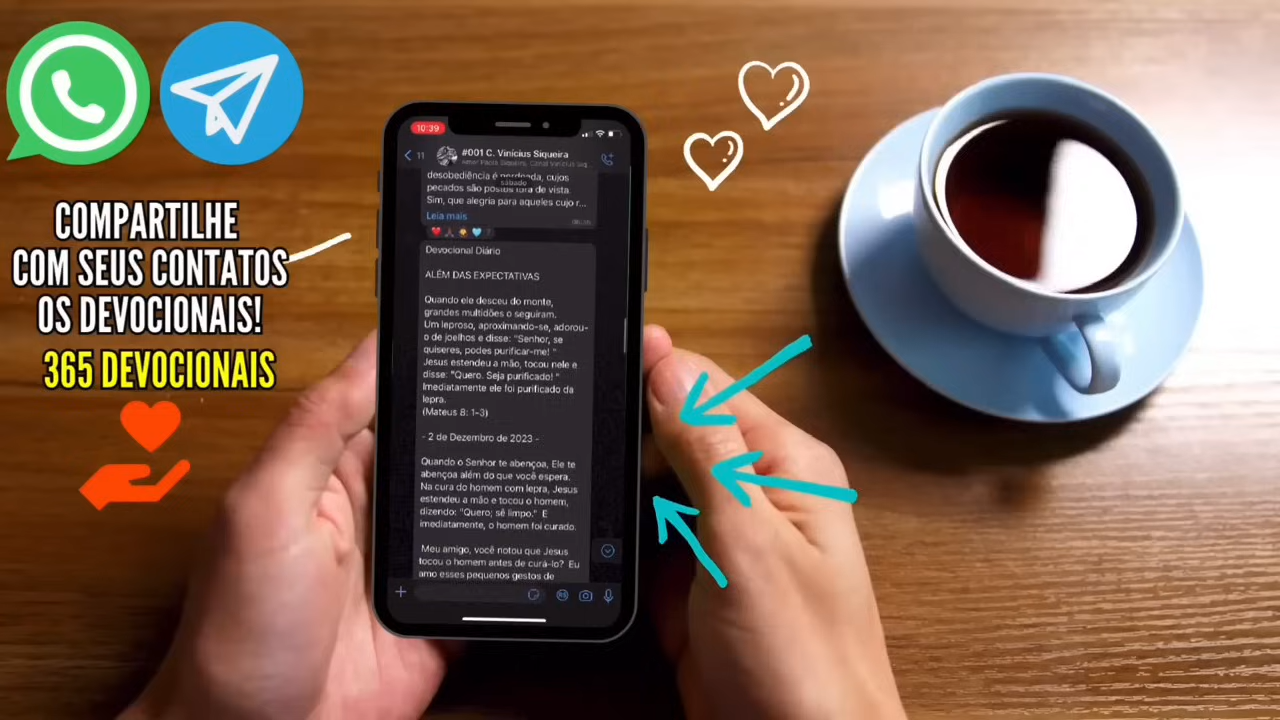 COMPARTILHE
COM SEUS CONTATOS
OS DEVOCIONAIS!
365 DEVOCIONAIS
10:39
11
#001 C. Vinícius Siqueira
desobediência é perdoada, cujos
sábado
pecados são postos fora de vista.
Sim, que alegria para aqueles cujo r...
Leia mais
Devocional Diário
ALÉM DAS EXPECTATIVAS
Quando ele desceu do monte,
grandes multidões o seguiram.
Um leproso, aproximando-se, adorou-
o de joelhos e disse: "Senhor, se
quiseres, podes purificar-me! "
Jesus estendeu a mão, tocou nele e
disse: "Quero. Seja purificado! "
Imediatamente ele foi purificado da
lepra.
(Mateus 8: 1-3)
- 2 de Dezembro de 2023 -
Quando o Senhor te abençoa, Ele te
abençoa além do que você espera.
Na cura do homem com lepra, Jesus
estendeu a mão e tocou o homem,
dizendo: "Quero; sê limpo." E
imediatamente, o homem foi curado.
Meu amigo, você notou que Jesus
tocou o homem antes de curá-lo? Eu
amo esses pequenos gestos de